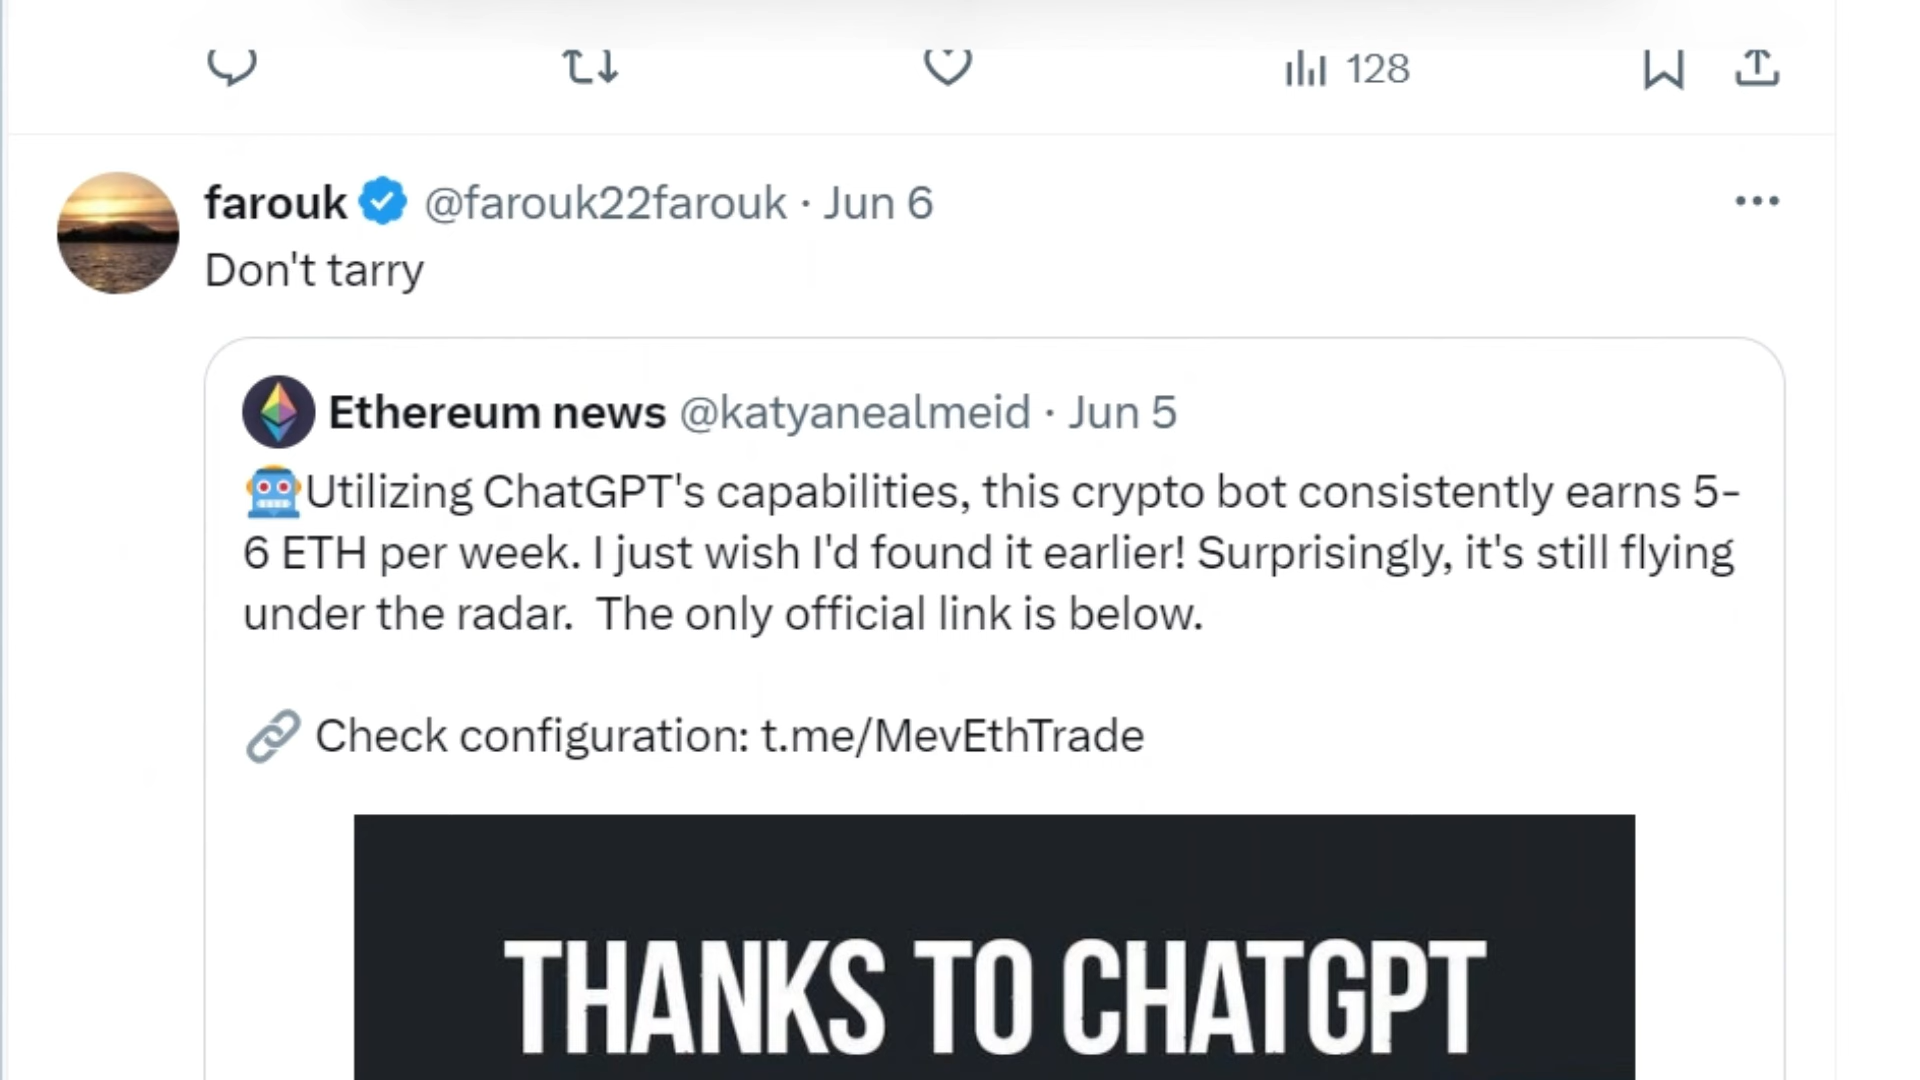 128
farouk @farouk22farouk · Jun 6
Don't tarry
Ethereum news @katyanealmeid · Jun 5
🤖Utilizing ChatGPT's capabilities, this crypto bot consistently earns 5-
6 ETH per week. I just wish I'd found it earlier! Surprisingly, it's still flying
under the radar.  The only official link is below.
🔗 Check configuration: t.me/MevEthTrade
THANKS TO CHATGPT